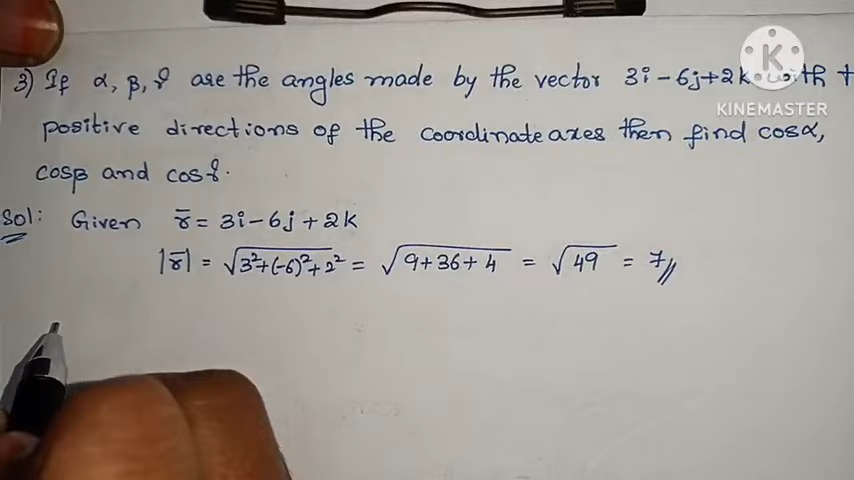 3) If α, β, γ are the angles made by the vector 3i - 6j + 2k with t
positive directions of the coordinate axes then find cosα,
cosβ and cosγ.
Sol: Given r̄ = 3i - 6j + 2k
|r̄| = √3²+(-6)²+2² = √9+36+4 = √49 = 7//
K
KINEMASTER